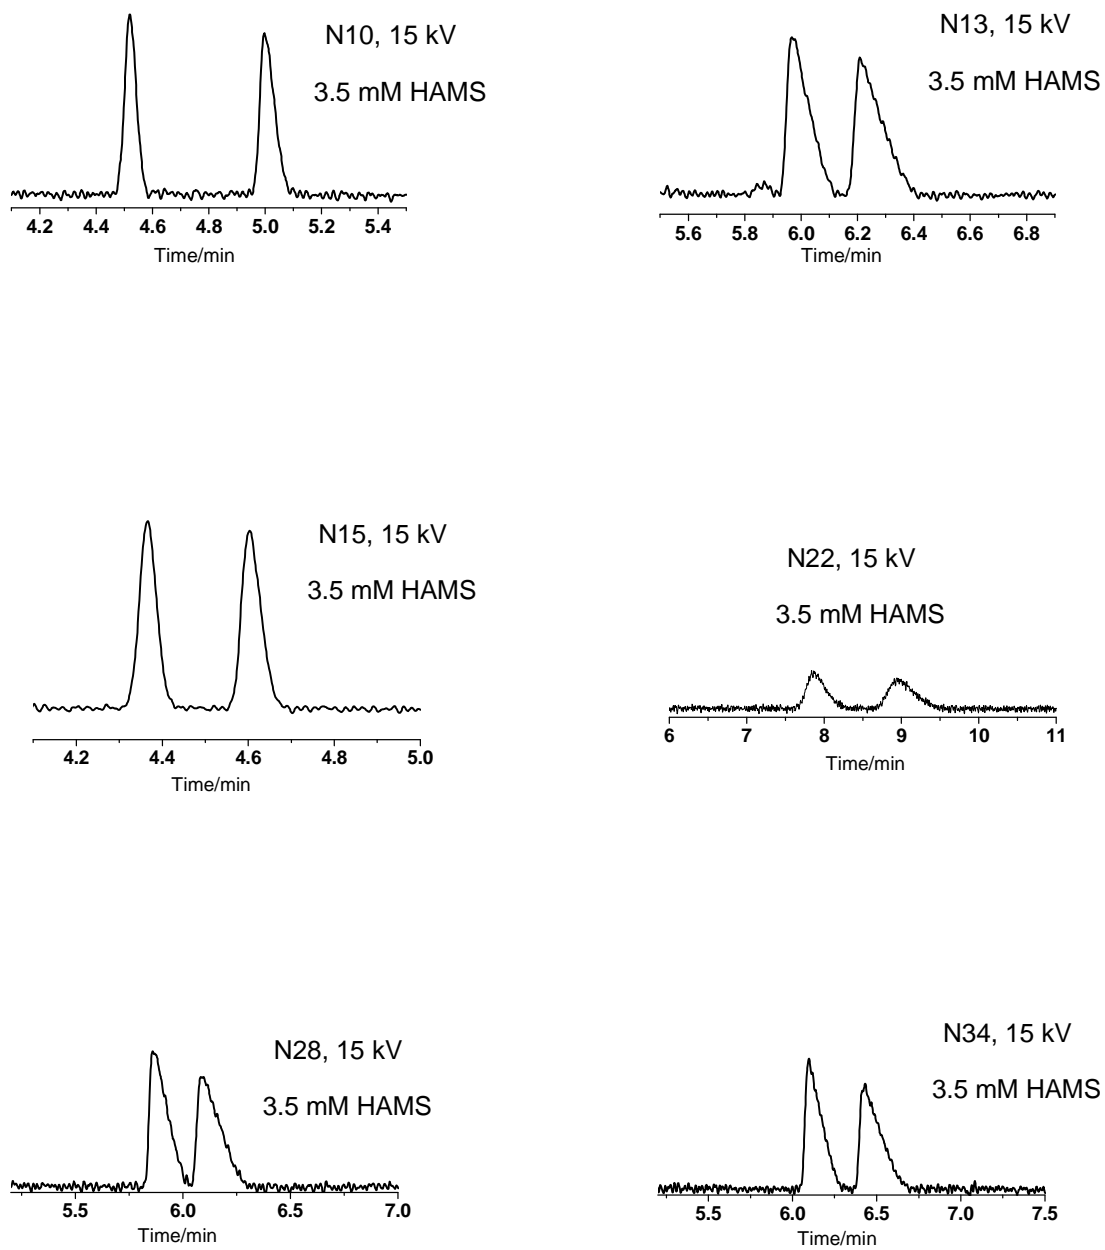 N10, 15 kV
3.5 mM HAMS
4.2 4.4 4.6 4.8 5.0 5.2 5.4
Time/min
N13, 15 kV
3.5 mM HAMS
5.6 5.8 6.0 6.2 6.4 6.6 6.8
Time/min
N15, 15 kV
3.5 mM HAMS
4.2 4.4 4.6 4.8 5.0
Time/min
N22, 15 kV
3.5 mM HAMS
6 7 8 9 10 11
Time/min
N28, 15 kV
3.5 mM HAMS
5.5 6.0 6.5 7.0
Time/min
N34, 15 kV
3.5 mM HAMS
5.5 6.0 6.5 7.0 7.5
Time/min